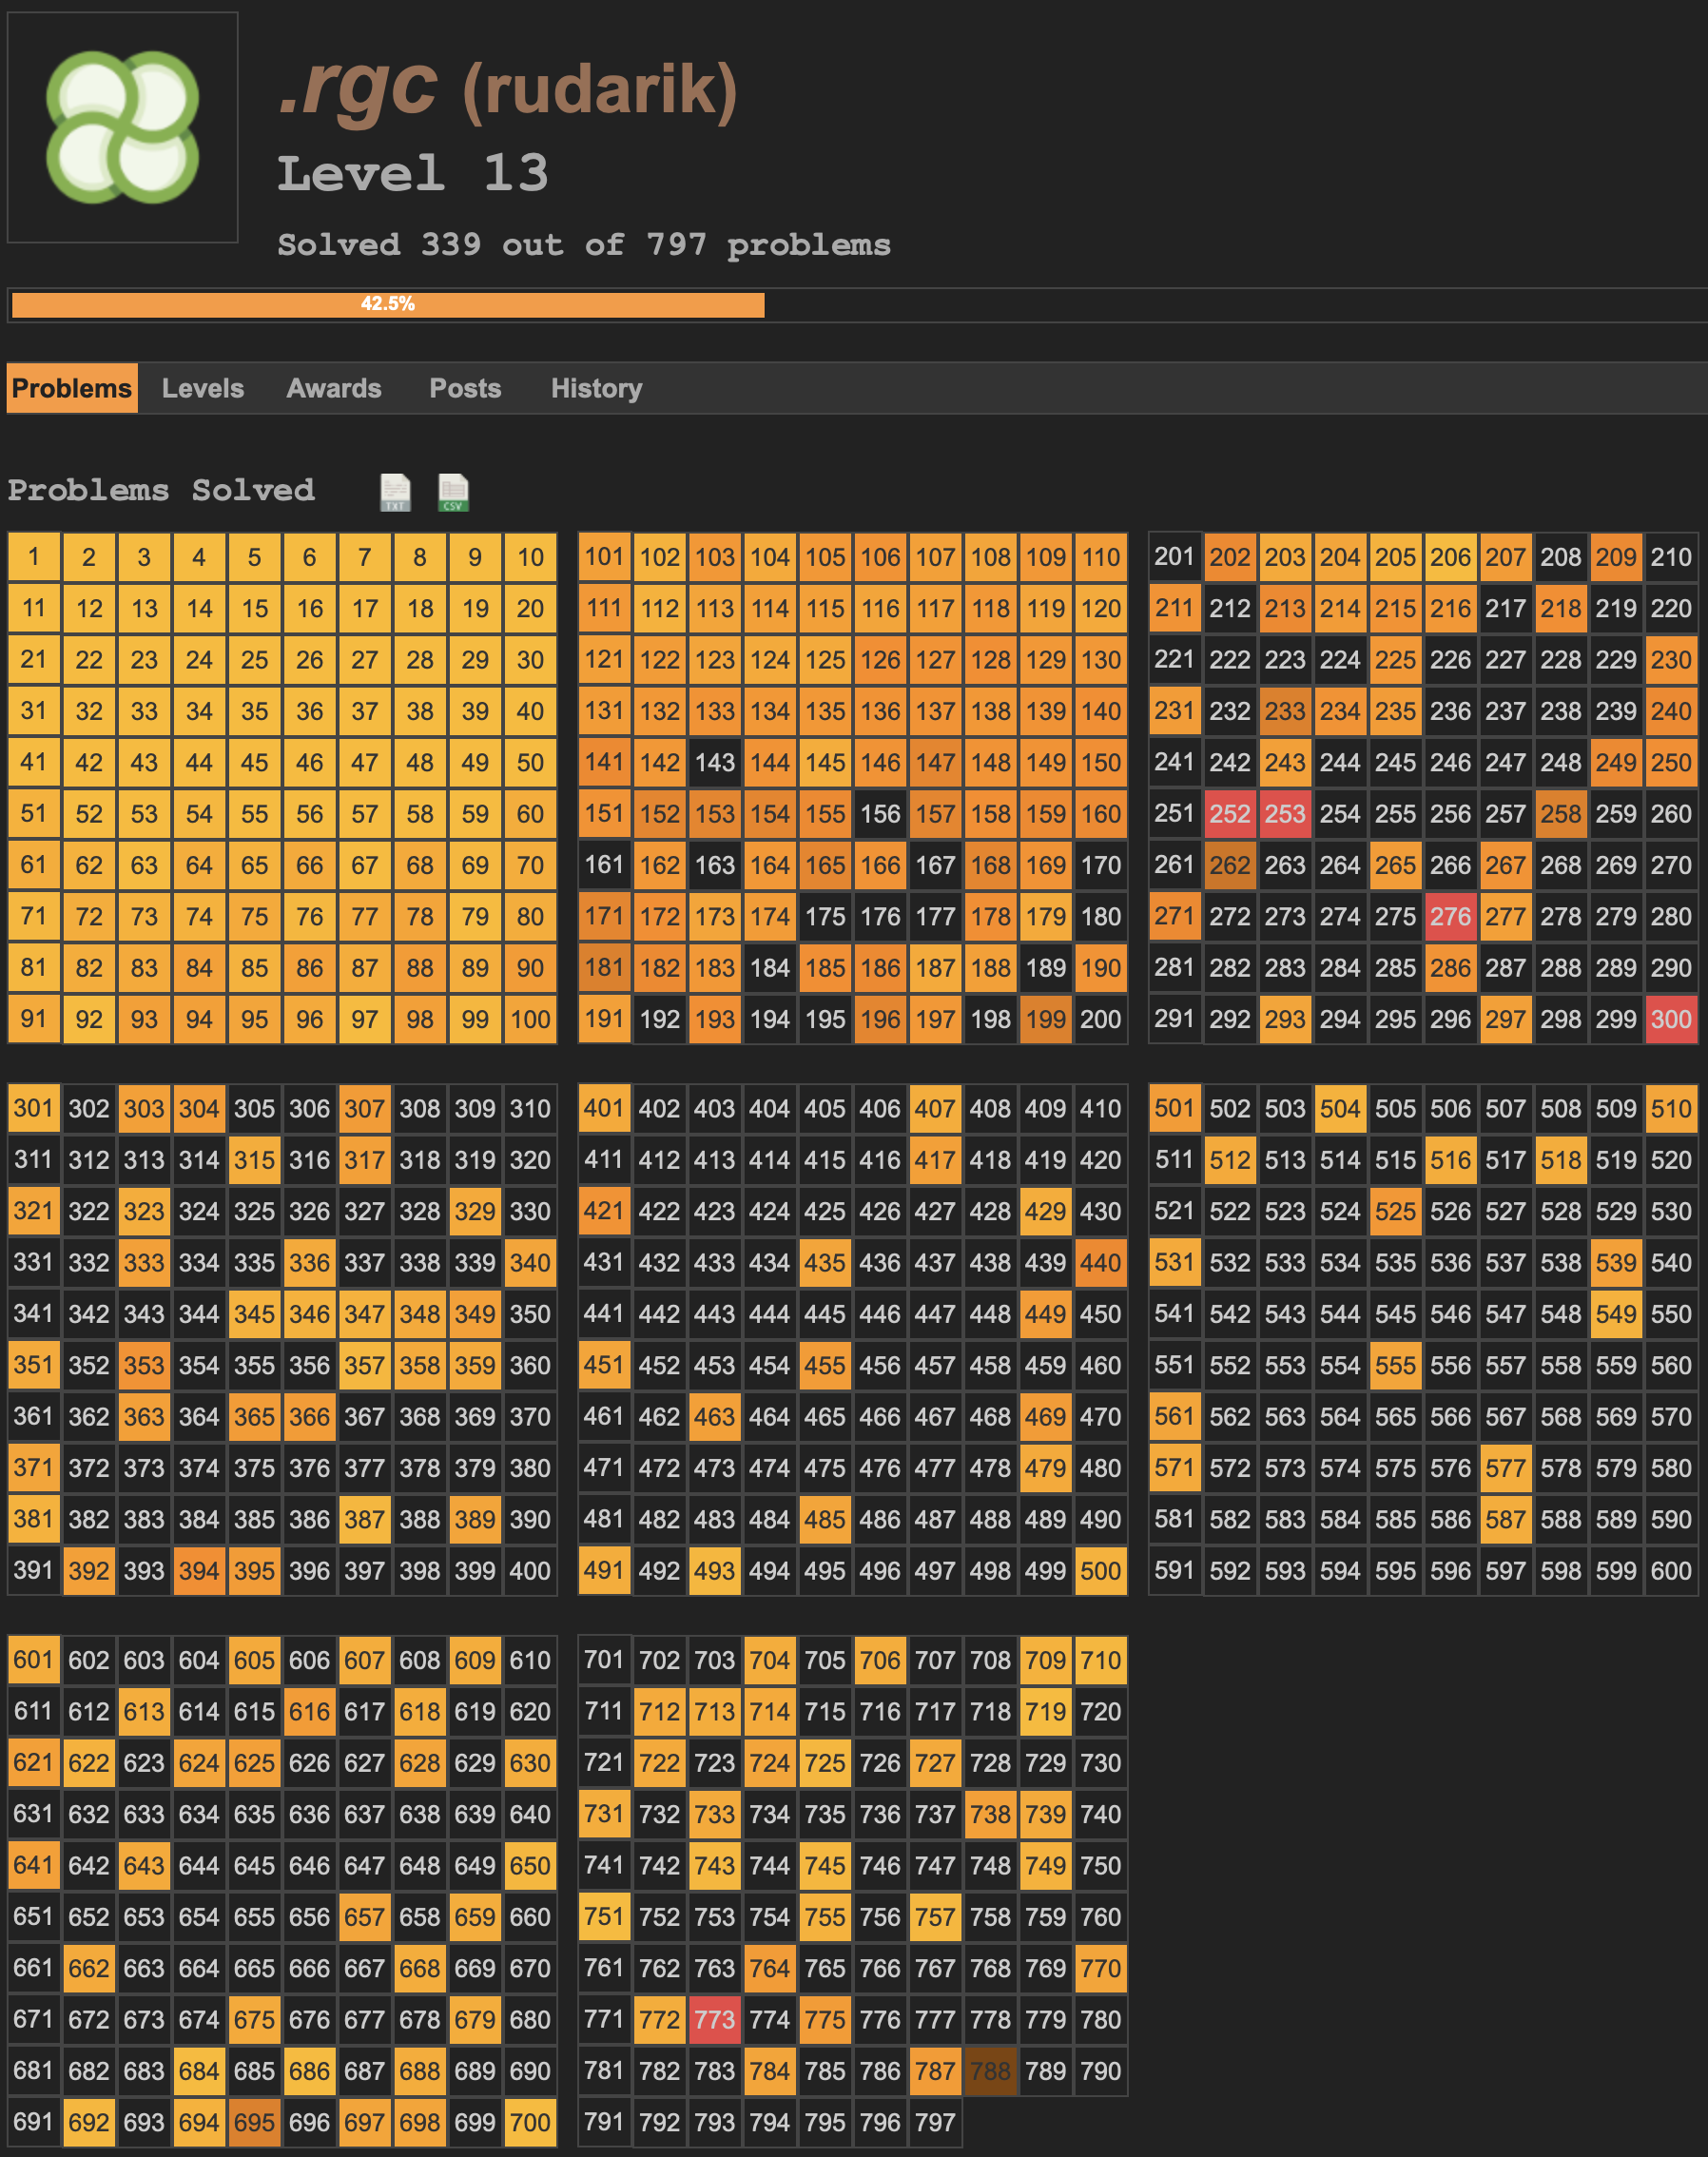 .rgc (rudarik)
Level 13
Solved 339 out of 797 problems
42.5%
Problems Levels Awards Posts History
Problems Solved TXT CSV
1 2 3 4 5 6 7 8 9 10
11 12 13 14 15 16 17 18 19 20
21 22 23 24 25 26 27 28 29 30
31 32 33 34 35 36 37 38 39 40
41 42 43 44 45 46 47 48 49 50
51 52 53 54 55 56 57 58 59 60
61 62 63 64 65 66 67 68 69 70
71 72 73 74 75 76 77 78 79 80
81 82 83 84 85 86 87 88 89 90
91 92 93 94 95 96 97 98 99 100
101 102 103 104 105 106 107 108 109 110
111 112 113 114 115 116 117 118 119 120
121 122 123 124 125 126 127 128 129 130
131 132 133 134 135 136 137 138 139 140
141 142 143 144 145 146 147 148 149 150
151 152 153 154 155 156 157 158 159 160
161 162 163 164 165 166 167 168 169 170
171 172 173 174 175 176 177 178 179 180
181 182 183 184 185 186 187 188 189 190
191 192 193 194 195 196 197 198 199 200
201 202 203 204 205 206 207 208 209 210
211 212 213 214 215 216 217 218 219 220
221 222 223 224 225 226 227 228 229 230
231 232 233 234 235 236 237 238 239 240
241 242 243 244 245 246 247 248 249 250
251 252 253 254 255 256 257 258 259 260
261 262 263 264 265 266 267 268 269 270
271 272 273 274 275 276 277 278 279 280
281 282 283 284 285 286 287 288 289 290
291 292 293 294 295 296 297 298 299 300
301 302 303 304 305 306 307 308 309 310
311 312 313 314 315 316 317 318 319 320
321 322 323 324 325 326 327 328 329 330
331 332 333 334 335 336 337 338 339 340
341 342 343 344 345 346 347 348 349 350
351 352 353 354 355 356 357 358 359 360
361 362 363 364 365 366 367 368 369 370
371 372 373 374 375 376 377 378 379 380
381 382 383 384 385 386 387 388 389 390
391 392 393 394 395 396 397 398 399 400
401 402 403 404 405 406 407 408 409 410
411 412 413 414 415 416 417 418 419 420
421 422 423 424 425 426 427 428 429 430
431 432 433 434 435 436 437 438 439 440
441 442 443 444 445 446 447 448 449 450
451 452 453 454 455 456 457 458 459 460
461 462 463 464 465 466 467 468 469 470
471 472 473 474 475 476 477 478 479 480
481 482 483 484 485 486 487 488 489 490
491 492 493 494 495 496 497 498 499 500
501 502 503 504 505 506 507 508 509 510
511 512 513 514 515 516 517 518 519 520
521 522 523 524 525 526 527 528 529 530
531 532 533 534 535 536 537 538 539 540
541 542 543 544 545 546 547 548 549 550
551 552 553 554 555 556 557 558 559 560
561 562 563 564 565 566 567 568 569 570
571 572 573 574 575 576 577 578 579 580
581 582 583 584 585 586 587 588 589 590
591 592 593 594 595 596 597 598 599 600
601 602 603 604 605 606 607 608 609 610
611 612 613 614 615 616 617 618 619 620
621 622 623 624 625 626 627 628 629 630
631 632 633 634 635 636 637 638 639 640
641 642 643 644 645 646 647 648 649 650
651 652 653 654 655 656 657 658 659 660
661 662 663 664 665 666 667 668 669 670
671 672 673 674 675 676 677 678 679 680
681 682 683 684 685 686 687 688 689 690
691 692 693 694 695 696 697 698 699 700
701 702 703 704 705 706 707 708 709 710
711 712 713 714 715 716 717 718 719 720
721 722 723 724 725 726 727 728 729 730
731 732 733 734 735 736 737 738 739 740
741 742 743 744 745 746 747 748 749 750
751 752 753 754 755 756 757 758 759 760
761 762 763 764 765 766 767 768 769 770
771 772 773 774 775 776 777 778 779 780
781 782 783 784 785 786 787 788 789 790
791 792 793 794 795 796 797